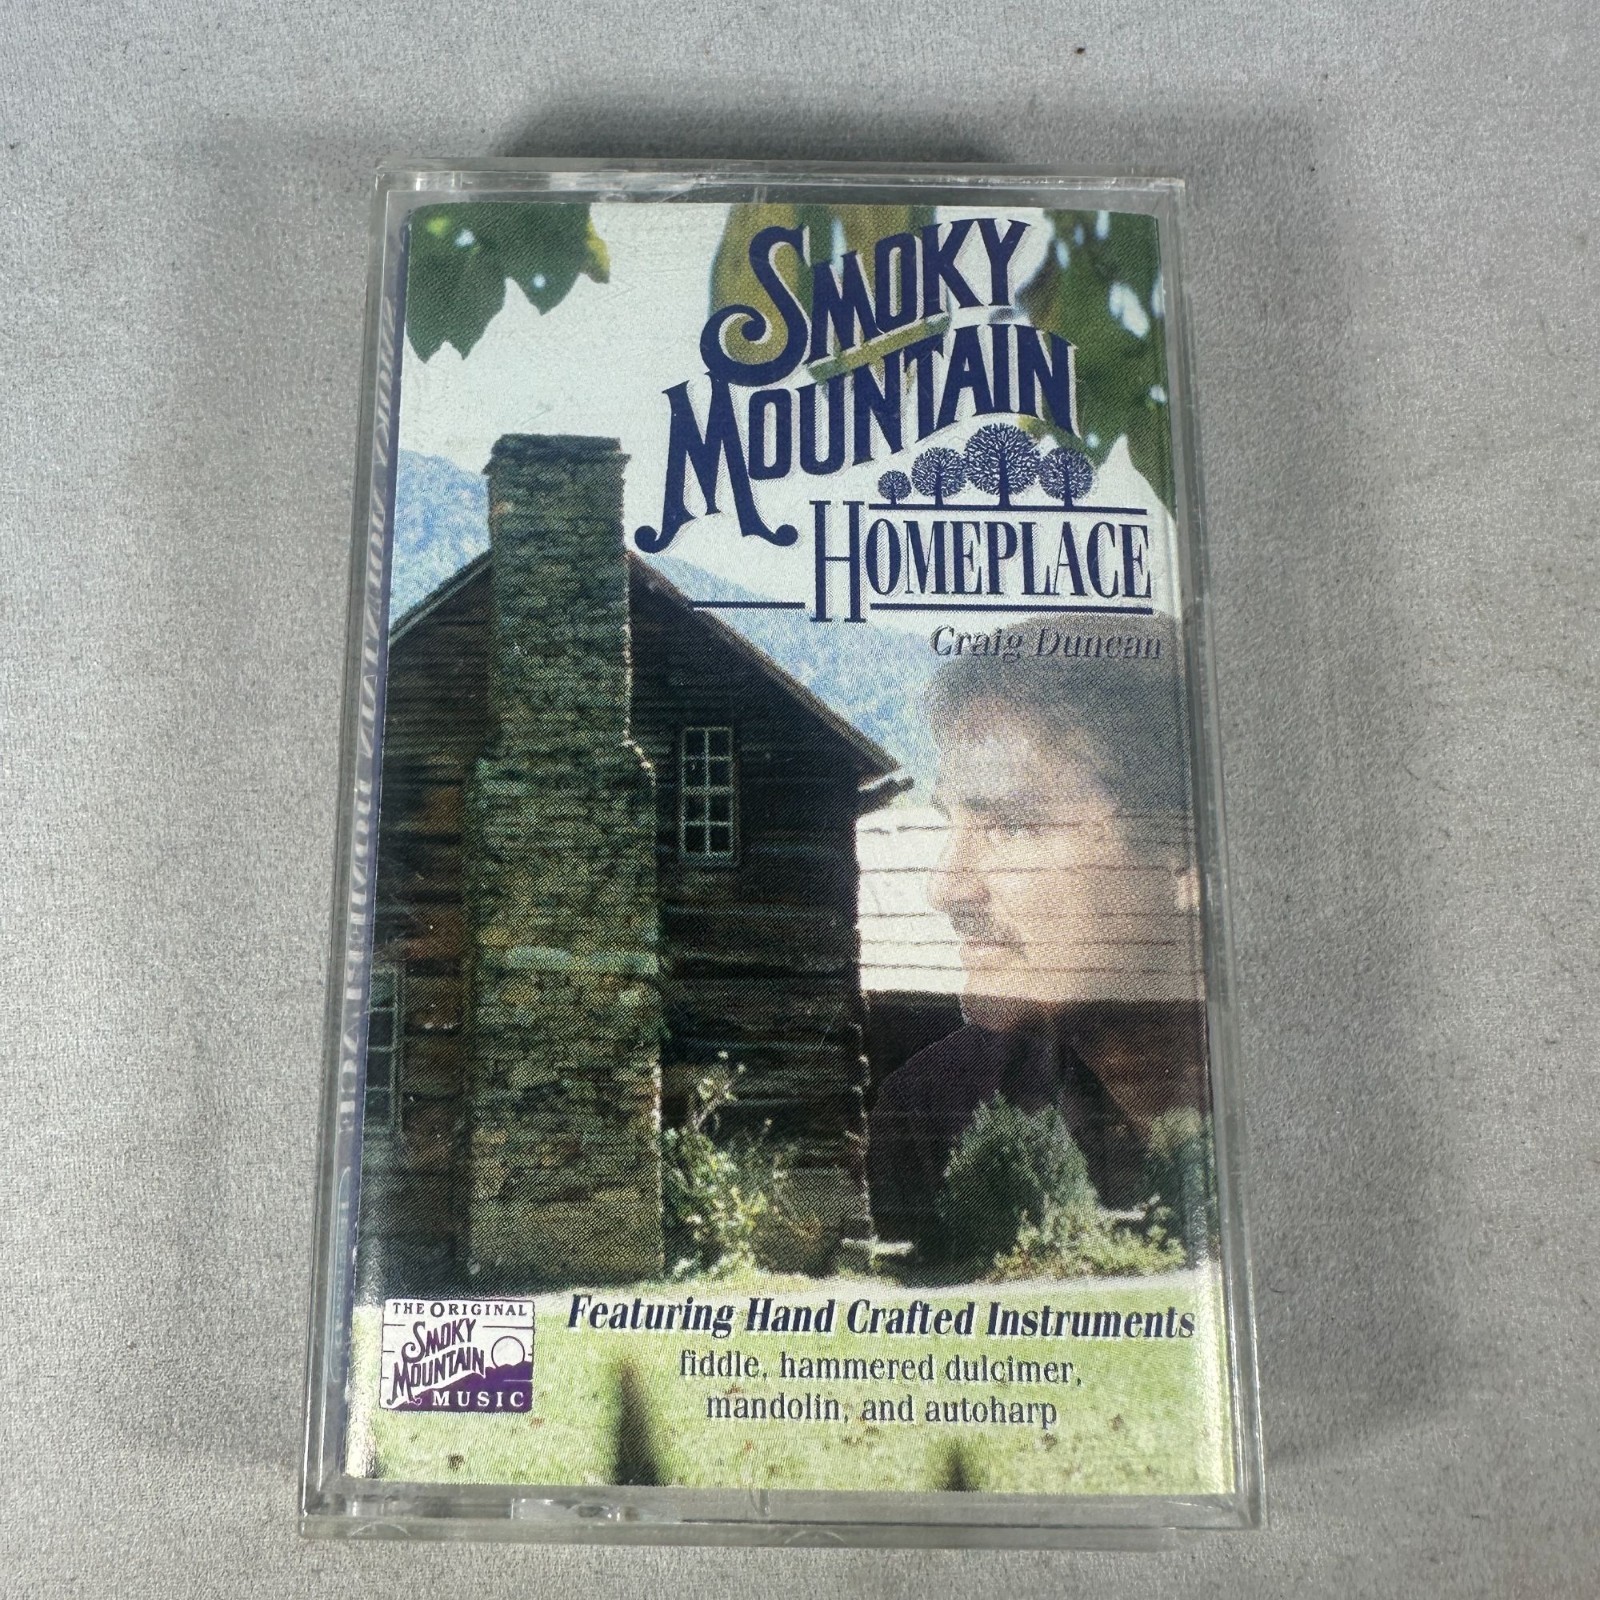 SMOKY
MOUNTAIN
HOMEPLACE
Craig Duncan
Featuring Hand Crafted Instruments
fiddle, hammered dulcimer,
mandolin, and autoharp
THE ORIGINAL
SMOKY
MOUNTAIN
MUSIC